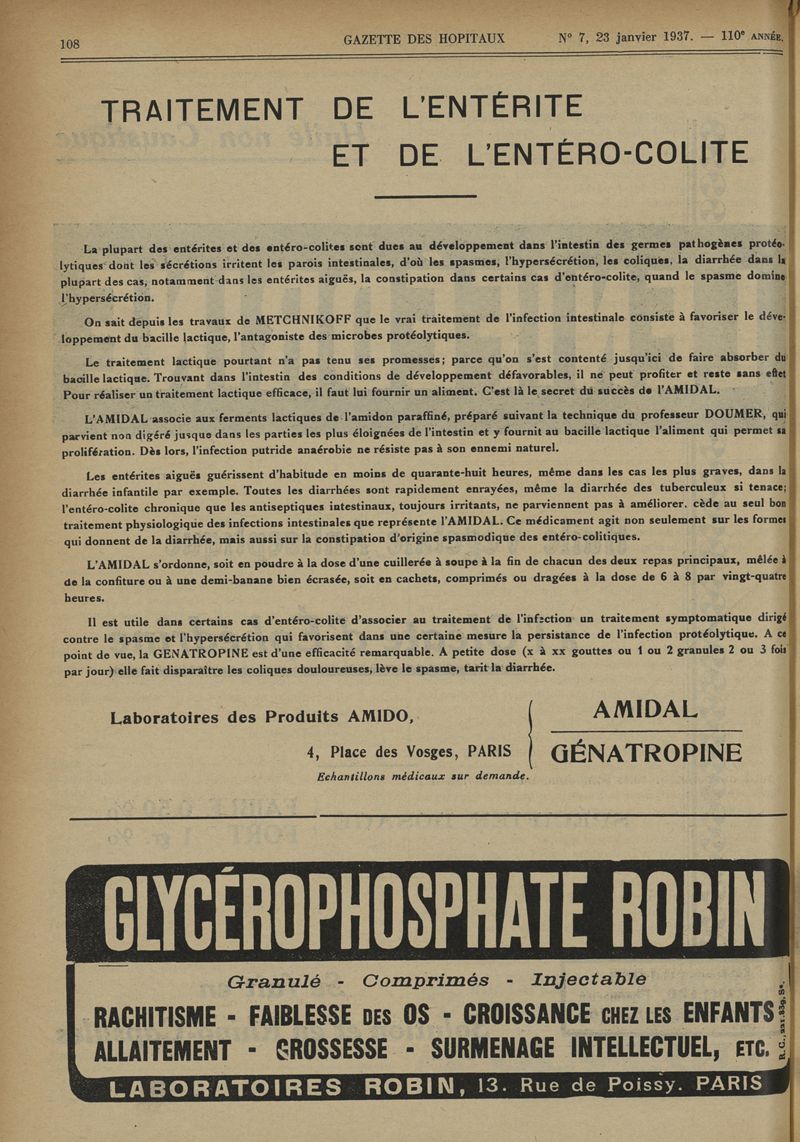 108
GAZETTE DES HOPITAUX
N° 7, 23 janvier 1937. — 110e ANNÉE.
TRAITEMENT DE L'ENTÉRITE
ET DE L'ENTÉRO-COLITE
La plupart des entérites et des entéro-colites sont dues au développement dans l'intestin des germes pathogènes protéo-
lytiques dont les sécrétions irritent les parois intestinales, d'où les spasmes, l'hypersécrétion, les coliques, la diarrhée dans la
plupart des cas, notamment dans les entérites aiguës, la constipation dans certains cas d'entéro-colite, quand le spasme domine
l'hypersécrétion.
On sait depuis les travaux de METCHNIKOFF que le vrai traitement de l'infection intestinale consiste à favoriser le déve-
loppement du bacille lactique, l'antagoniste des microbes protéolytiques.
Le traitement lactique pourtant n'a pas tenu ses promesses; parce qu'on s'est contenté jusqu'ici de faire absorber du
bacille lactique. Trouvant dans l'intestin des conditions de développement défavorables, il ne peut profiter et reste sans effet
Pour réaliser un traitement lactique efficace, il faut lui fournir un aliment. C'est là le secret du succès de l'AMIDAL.
L'AMIDAL associe aux ferments lactiques de l'amidon paraffiné, préparé suivant la technique du professeur DOUMER, qui
parvient non digéré jusque dans les parties les plus éloignées de l'intestin et y fournit au bacille lactique l'aliment qui permet sa
prolifération. Dès lors, l'infection putride anaérobie ne résiste pas à son ennemi naturel.
Les entérites aiguës guérissent d'habitude en moins de quarante-huit heures, même dans les cas les plus graves, dans la
diarrhée infantile par exemple. Toutes les diarrhées sont rapidement enrayées, même la diarrhée des tuberculeux si tenace;
l'entéro-colite chronique que les antiseptiques intestinaux, toujours irritants, ne parviennent pas à améliorer. cède au seul bon
traitement physiologique des infections intestinales que représente l'AMIDAL. Ce médicament agit non seulement sur les formes
qui donnent de la diarrhée, mais aussi sur la constipation d'origine spasmodique des entéro-colitiques.
L'AMIDAL s'ordonne, soit en poudre à la dose d'une cuillerée à soupe à la fin de chacun des deux repas principaux, mêlée à
de la confiture ou à une demi-banane bien écrasée, soit en cachets, comprimés ou dragées à la dose de 6 à 8 par vingt-quatre
heures.
Il est utile dans certains cas d'entéro-colite d'associer au traitement de l'infection un traitement symptomatique dirigé
contre le spasme et l'hypersécrétion qui favorisent dans une certaine mesure la persistance de l'infection protéolytique. A ce
point de vue, la GENATROPINE est d'une efficacité remarquable. A petite dose (x à xx gouttes ou 1 ou 2 granules 2 ou 3 fois
par jour) elle fait disparaître les coliques douloureuses, lève le spasme, tarit la diarrhée.
Laboratoires des Produits AMIDO,
4, Place des Vosges, PARIS
Echantillons médicaux sur demande.
AMIDAL
GÉNATROPINE
GLYCÉROPHOSPHATE ROBIN
Granulé - Comprimés - Injectable
RACHITISME - FAIBLESSE DES OS - CROISSANCE CHEZ LES ENFANTS
ALLAITEMENT - GROSSESSE - SURMENAGE INTELLECTUEL, ETC.
LABORATOIRES ROBIN, 13. Rue de Poissy. PARIS